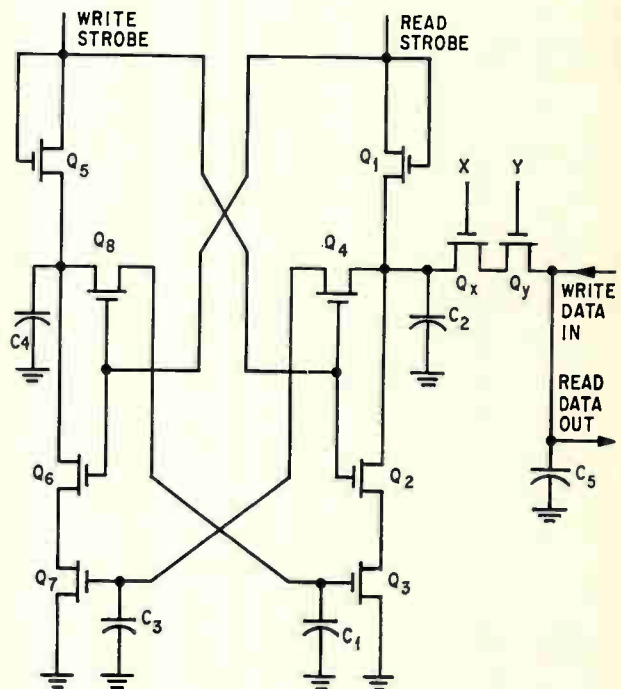 WRITE
STROBE
READ
STROBE
Q5
Q1
X
Y
Q8
Q4
Qx
Qy
WRITE
DATA
IN
C4
C2
READ
DATA
OUT
Q6
Q2
C5
Q7
Q3
C3
C1